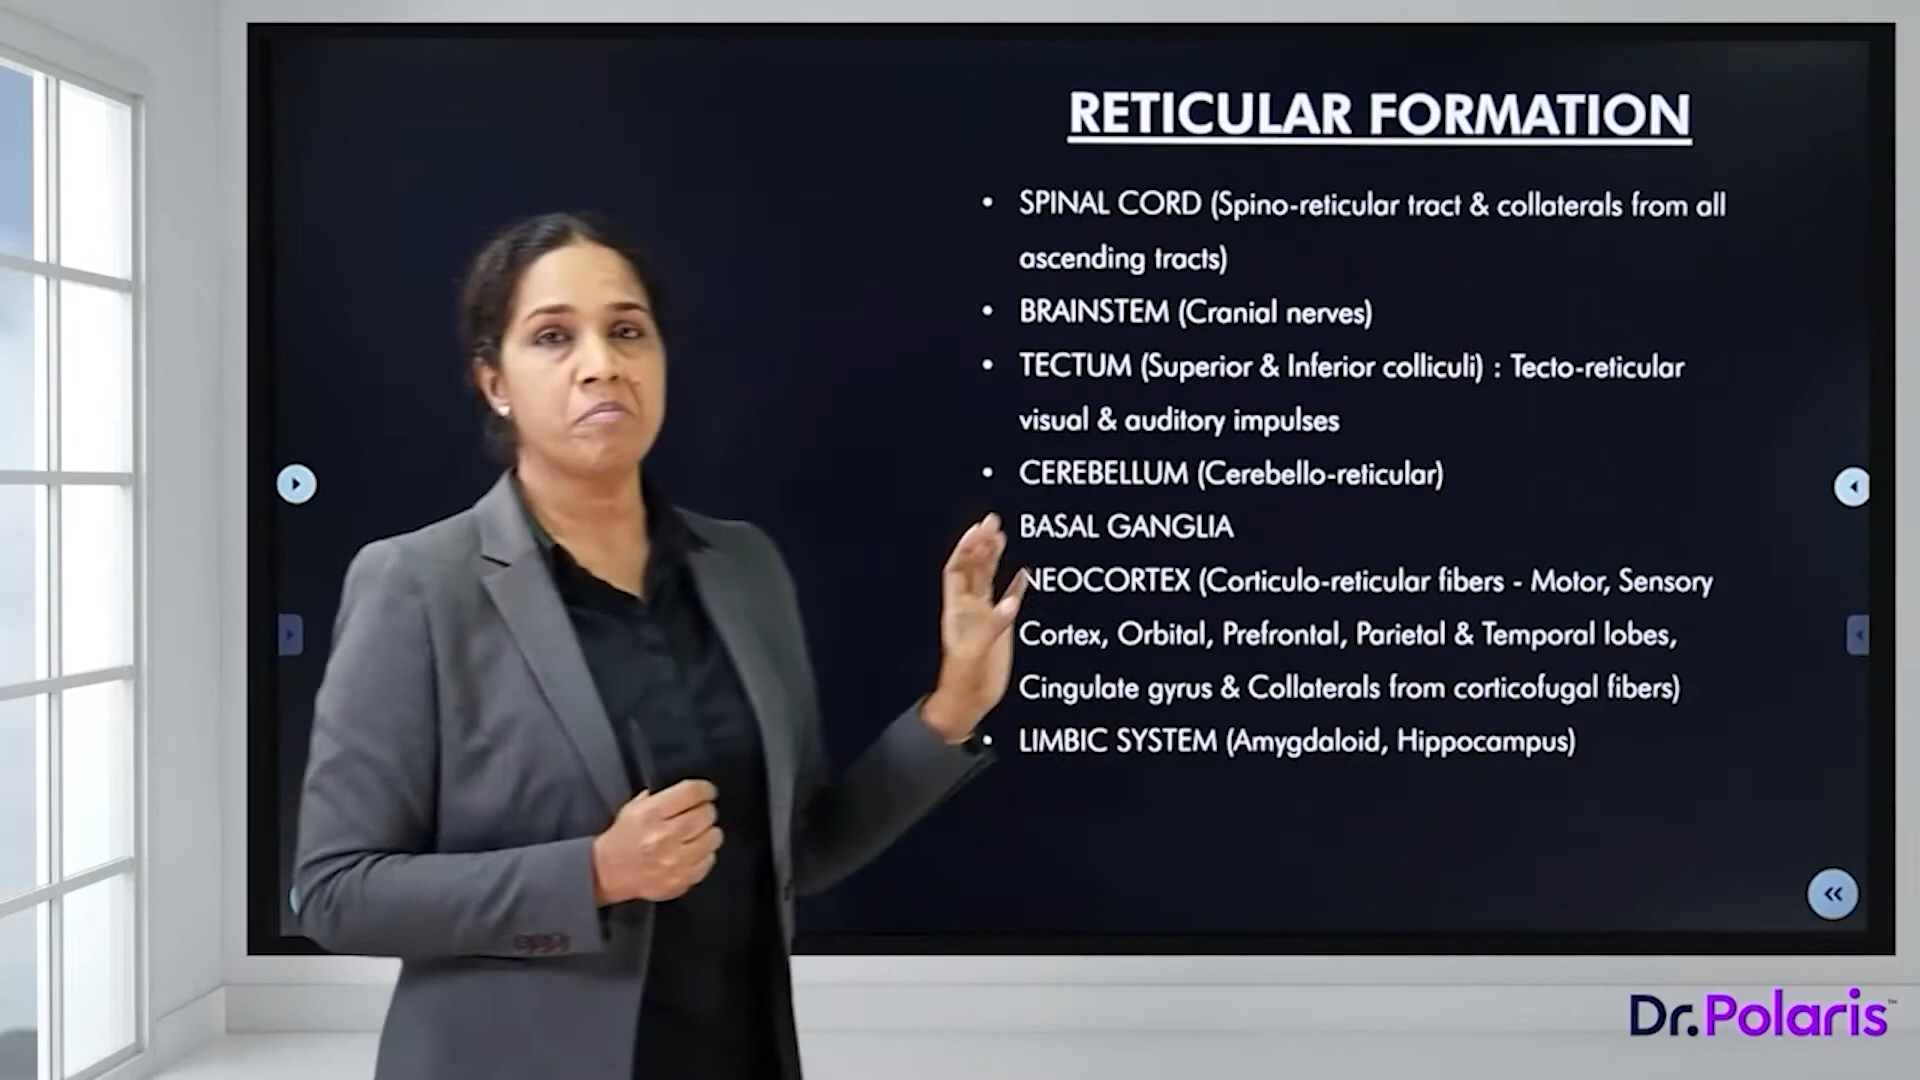 RETICULAR FORMATION
• SPINAL CORD (Spino-reticular tract & collaterals from all
ascending tracts)
• BRAINSTEM (Cranial nerves)
• TECTUM (Superior & Inferior colliculi) : Tecto-reticular
visual & auditory impulses
• CEREBELLUM (Cerebello-reticular)
BASAL GANGLIA
NEOCORTEX (Corticulo-reticular fibers - Motor, Sensory
Cortex, Orbital, Prefrontal, Parietal & Temporal lobes,
Cingulate gyrus & Collaterals from corticofugal fibers)
• LIMBIC SYSTEM (Amygdaloid, Hippocampus)
Dr.Polaris™